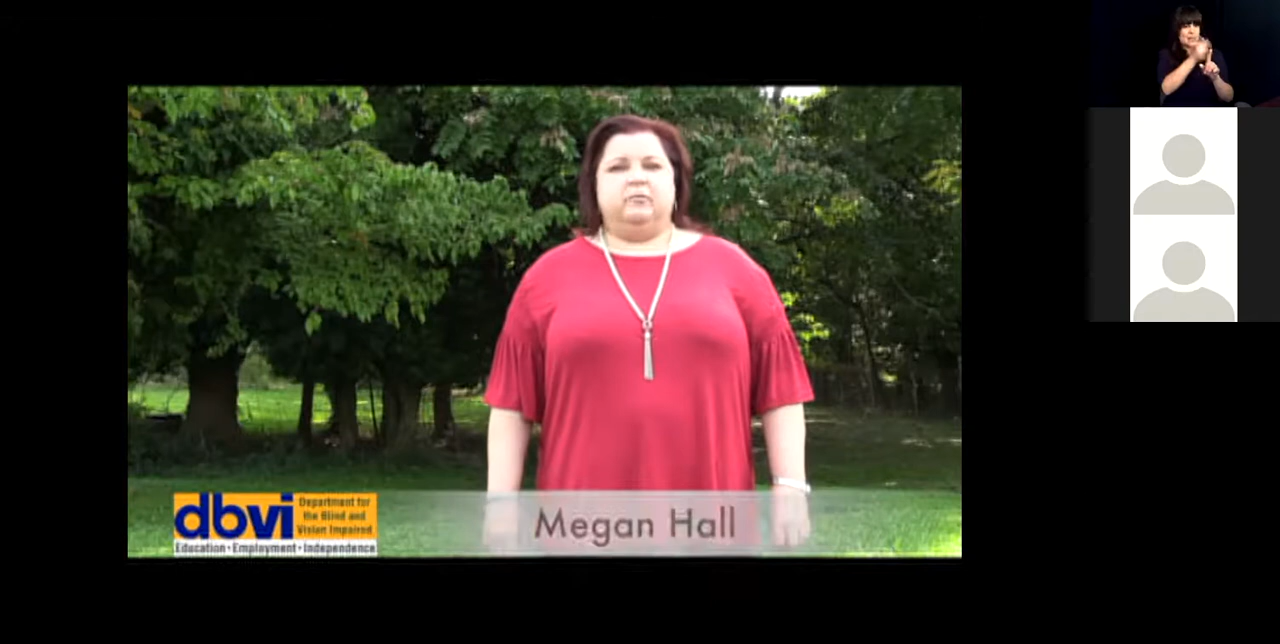 dbvi
Department for
the Blind and
Vision Impaired
Education · Employment · Independence
Megan Hall